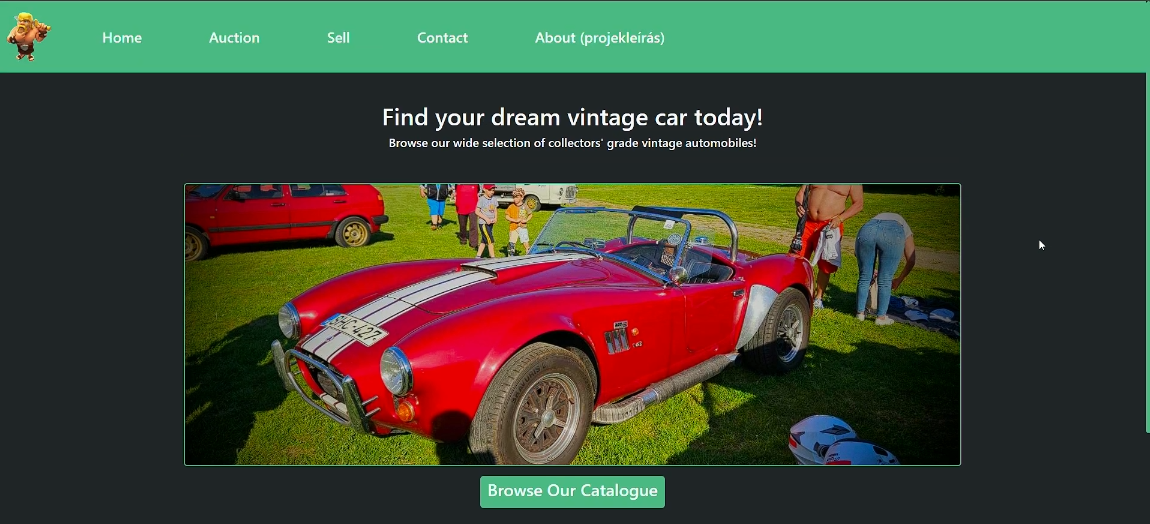 Home
Auction
Sell
Contact
About (projekleírás)
Find your dream vintage car today!
Browse our wide selection of collectors' grade vintage automobiles!
Browse Our Catalogue